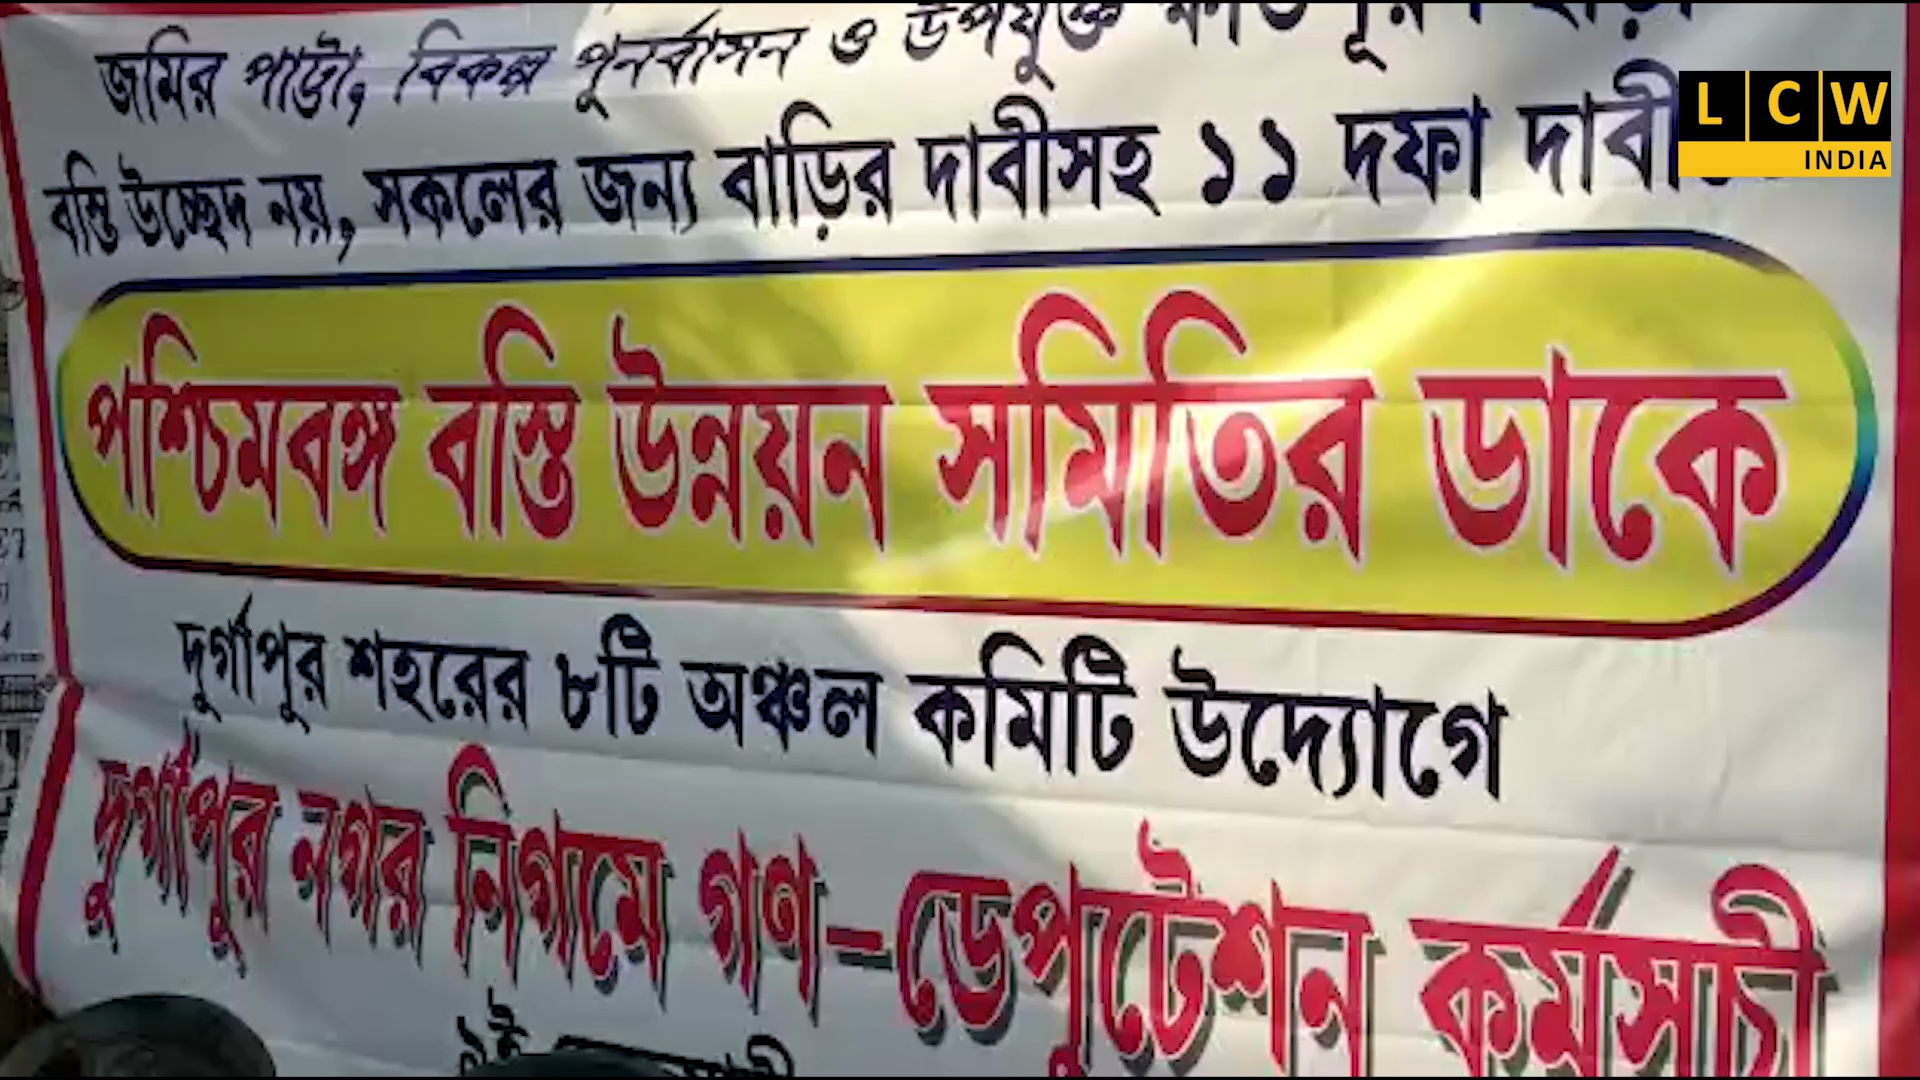 জমির পাট্টা, বিকল্প পুনর্বাসন ও উপযুক্ত
বস্তি উচ্ছেদ নয়, সকলের জন্য বাড়ির দাবীসহ ১১ দফা
পশ্চিমবঙ্গ বস্তি উন্নয়ন সমিতির ডাকে
দুর্গাপুর শহরের ৮টি অঞ্চল কমিটি উদ্যোগে
দুর্গাপুর নগর নিগমে গণ-ডেপুটেশন কর্মসূচী
LCW
INDIA